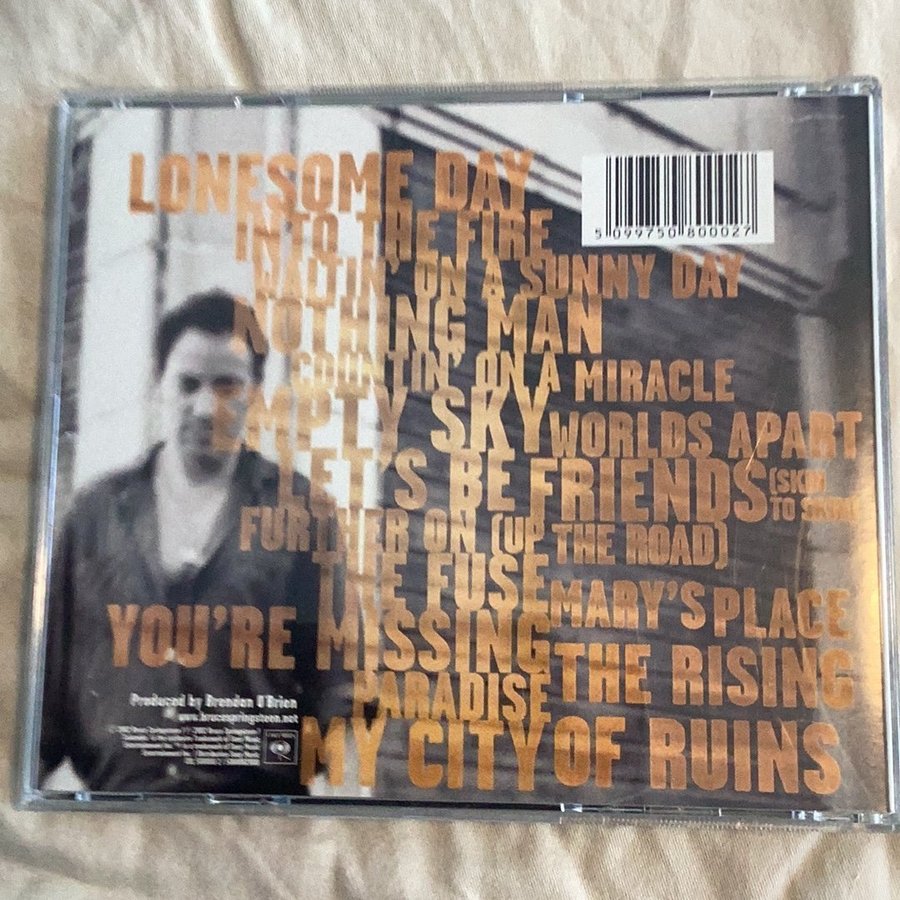 LONESOME DAY
5 099750 800027
INTO THE FIRE
WAITIN' ON A SUNNY DAY
NOTHING MAN
COUNTIN' ON A MIRACLE
EMPTY SKY WORLDS APART
LET'S BE FRIENDS (SKIN
TO SKIN)
FURTHER ON (UP THE ROAD)
THE FUSE MARY'S PLACE
YOU'RE MISSING THE RISING
PARADISE
MY CITY OF RUINS
Produced by Brendan O'Brien
www.brucespringsteen.net